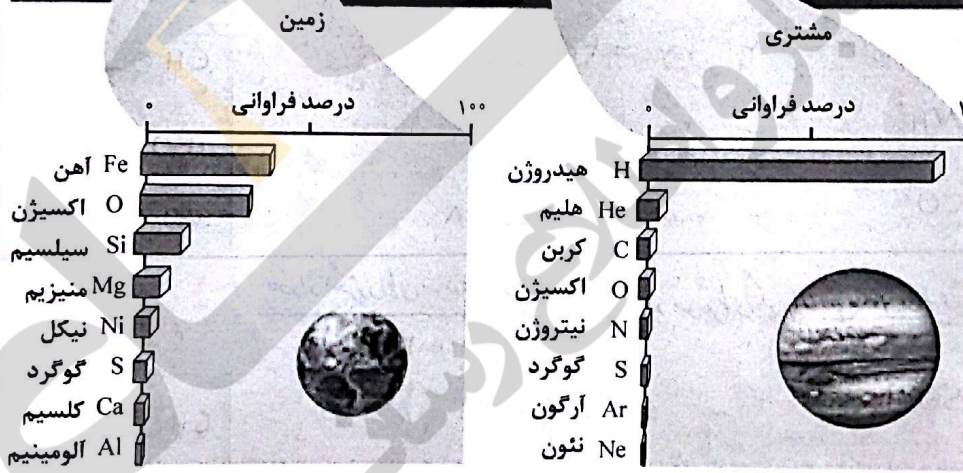 مشتری
درصد فراوانی
۰
هیدروژن H
هلیم He
کربن C
اکسیژن O
نیتروژن N
گوگرد S
آرگون Ar
نئون Ne
زمین
درصد فراوانی
۰ ۱۰۰
آهن Fe
اکسیژن O
سیلسیم Si
منیزیم Mg
نیکل Ni
گوگرد S
کلسیم Ca
آلومینیم Al